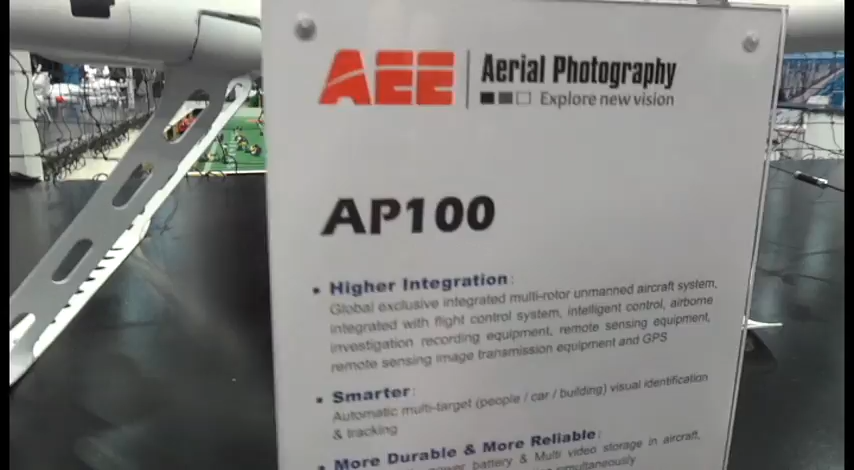 AEE Aerial Photography
Explore new vision
AP100
• Higher Integration:
Global exclusive integrated multi-rotor unmanned aircraft system,
integrated with flight control system, intelligent control, airborne
investigation recording equipment, remote sensing equipment,
remote sensing image transmission equipment and GPS
• Smarter:
Automatic multi-target (people / car / building) visual identification
& tracking
• More Durable & More Reliable:
battery & Multi video storage in aircraft,
simultaneously